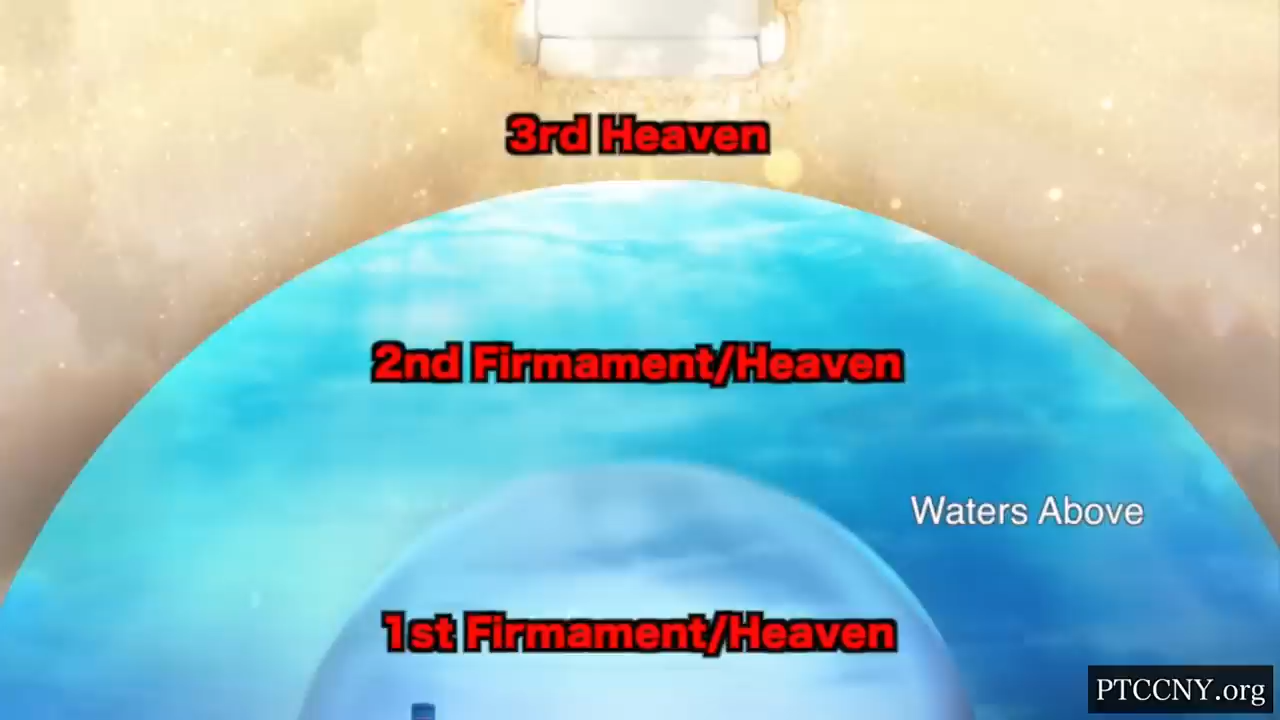 3rd Heaven
2nd Firmament/Heaven
Waters Above
1st Firmament/Heaven
PTCCNY.org